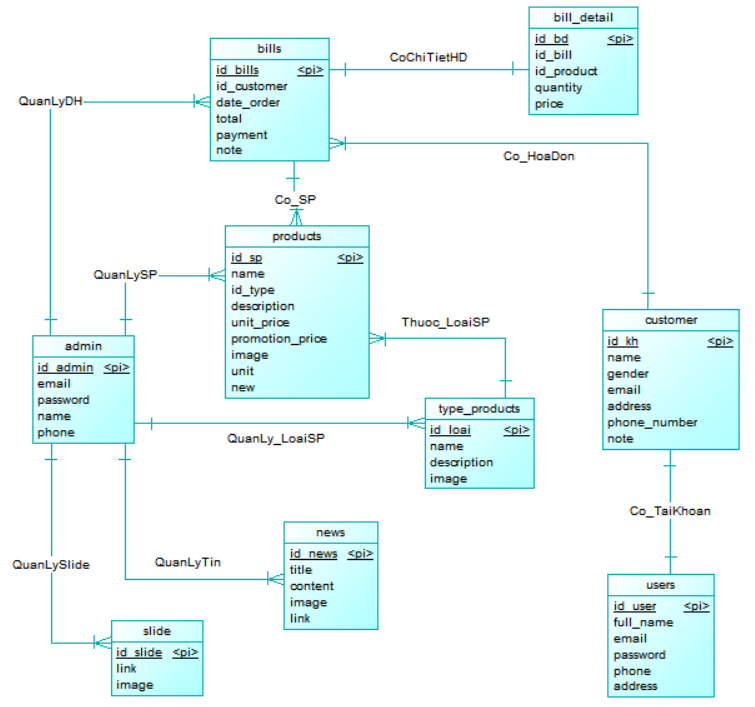 bill_detail
id_bd <pi>
id_bill
id_product
quantity
price
bills
id_bills <pi>
id_customer
date_order
total
payment
note
CoChiTietHD
QuanLyDH
Co_HoaDon
Co_SP
products
id_sp <pi>
name
id_type
description
unit_price
promotion_price
image
unit
new
QuanLySP
Thuoc_LoaiSP
admin
id_admin <pi>
email
password
name
phone
customer
id_kh <pi>
name
gender
email
address
phone_number
note
type_products
id_loai <pi>
name
description
image
QuanLy_LoaiSP
Co_TaiKhoan
news
id_news <pi>
title
content
image
link
QuanLySlide
QuanLyTin
users
id_user <pi>
full_name
email
password
phone
address
slide
id_slide <pi>
link
image